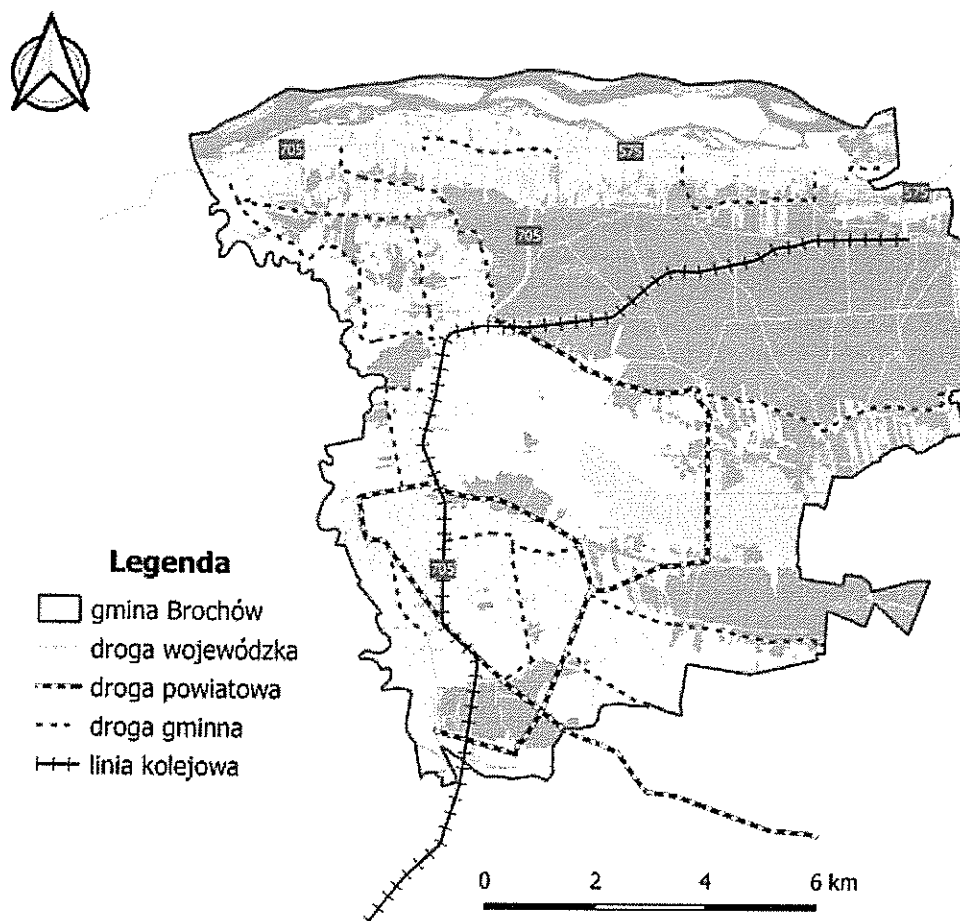 705
575
575
705
705
Legenda
gmina Brochów
droga wojewódzka
droga powiatowa
droga gminna
linia kolejowa
0 2 4 6 km